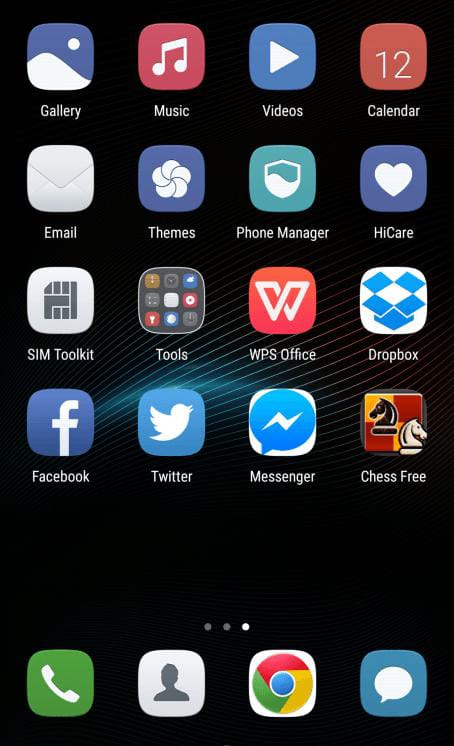 12
Gallery Music Videos Calendar
Email Themes Phone Manager HiCare
SIM Toolkit Tools WPS Office Dropbox
Facebook Twitter Messenger Chess Free